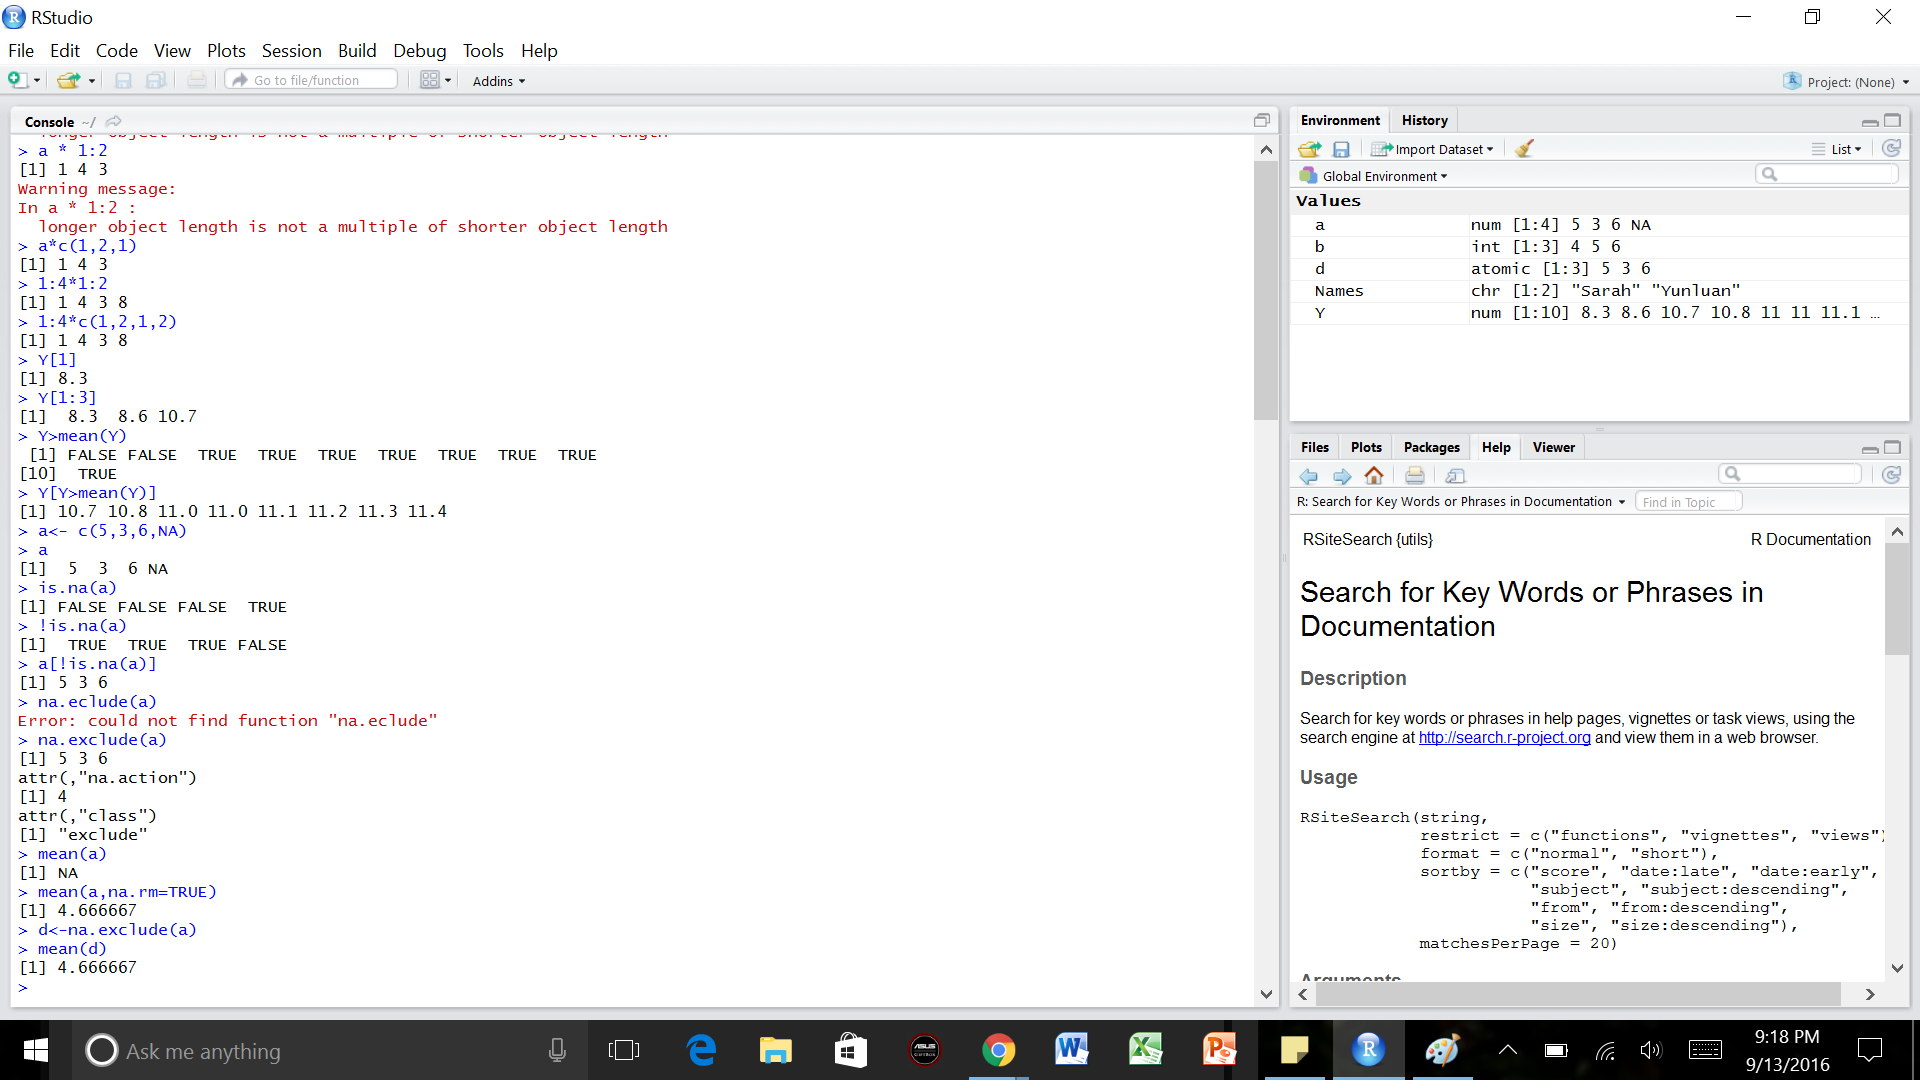 RStudio
File Edit Code View Plots Session Build Debug Tools Help
Go to file/function Addins Project: (None)
Console ~/
longer object length is not a multiple of shorter object length
> a * 1:2
[1] 1 4 3
Warning message:
In a * 1:2 :
  longer object length is not a multiple of shorter object length
> a*c(1,2,1)
[1] 1 4 3
> 1:4*1:2
[1] 1 4 3 8
> 1:4*c(1,2,1,2)
[1] 1 4 3 8
> Y[1]
[1] 8.3
> Y[1:3]
[1]  8.3  8.6 10.7
> Y>mean(Y)
 [1] FALSE FALSE  TRUE  TRUE  TRUE  TRUE  TRUE  TRUE  TRUE
[10]  TRUE
> Y[Y>mean(Y)]
[1] 10.7 10.8 11.0 11.0 11.1 11.2 11.3 11.4
> a<- c(5,3,6,NA)
> a
[1]  5  3  6 NA
> is.na(a)
[1] FALSE FALSE FALSE  TRUE
> !is.na(a)
[1]  TRUE  TRUE  TRUE FALSE
> a[!is.na(a)]
[1] 5 3 6
> na.eclude(a)
Error: could not find function "na.eclude"
> na.exclude(a)
[1] 5 3 6
attr(,"na.action")
[1] 4
attr(,"class")
[1] "exclude"
> mean(a)
[1] NA
> mean(a,na.rm=TRUE)
[1] 4.666667
> d<-na.exclude(a)
> mean(d)
[1] 4.666667
>
Environment History
Import Dataset List
Global Environment
Values
a num [1:4] 5 3 6 NA
b int [1:3] 4 5 6
d atomic [1:3] 5 3 6
Names chr [1:2] "Sarah" "Yunluan"
Y num [1:10] 8.3 8.6 10.7 10.8 11 11 11.1 …
Files Plots Packages Help Viewer
R: Search for Key Words or Phrases in Documentation Find in Topic
RSiteSearch {utils} R Documentation
Search for Key Words or Phrases in
Documentation
Description
Search for key words or phrases in help pages, vignettes or task views, using the
search engine at http://search.r-project.org and view them in a web browser.
Usage
RSiteSearch(string,
            restrict = c("functions", "vignettes", "views")
            format = c("normal", "short"),
            sortby = c("score", "date:late", "date:early",
                       "subject", "subject:descending",
                       "from", "from:descending",
                       "size", "size:descending"),
            matchesPerPage = 20)
Arguments
Ask me anything
ASUS
9:18 PM
9/13/2016